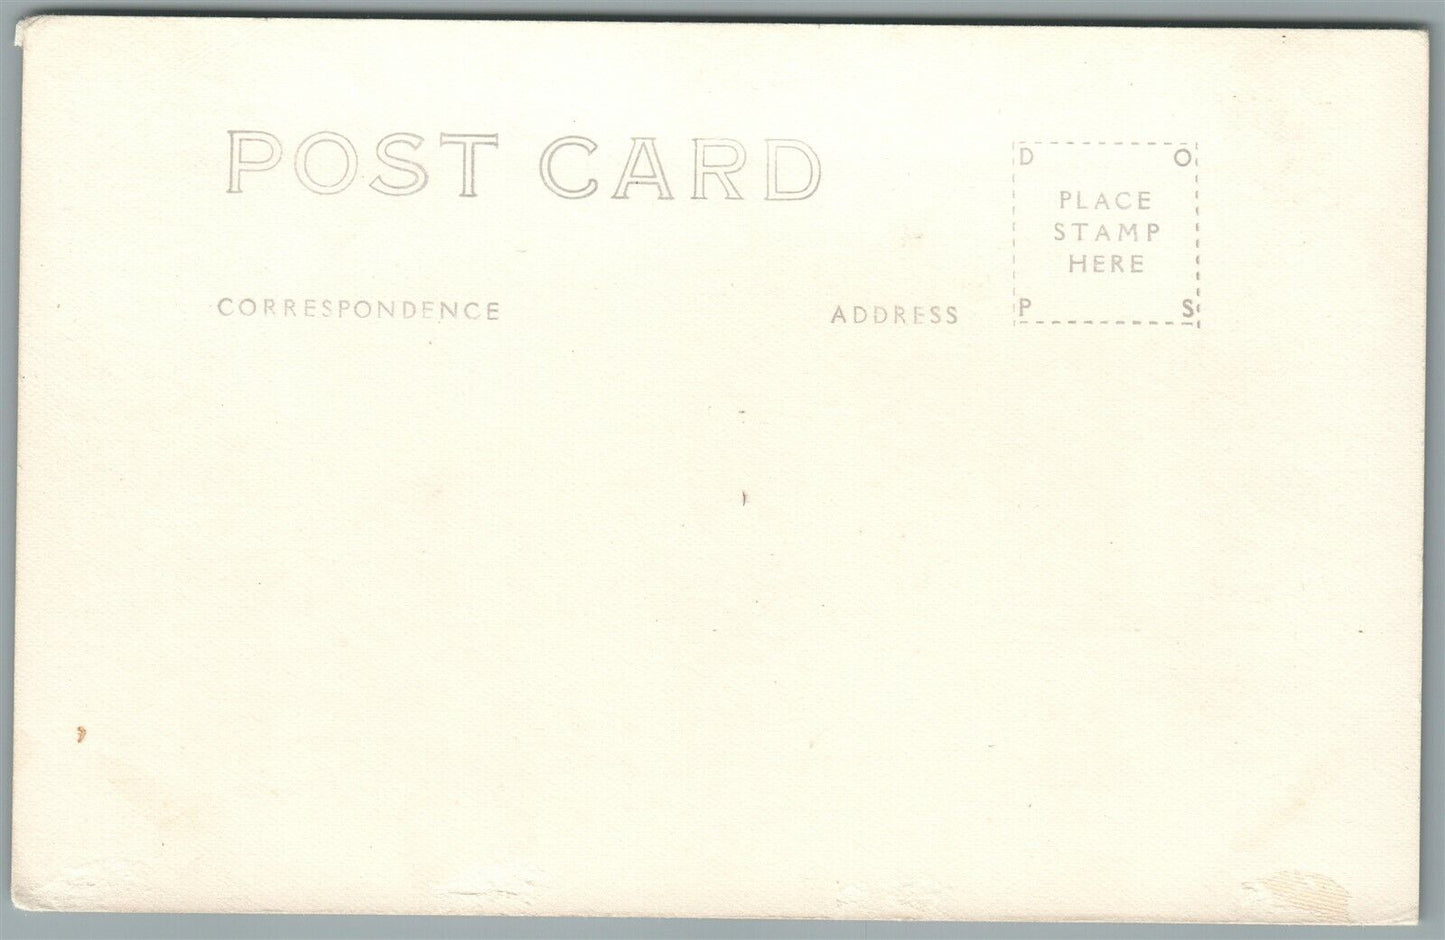 POST CARD
D O
PLACE
STAMP
HERE
P S
CORRESPONDENCE
ADDRESS